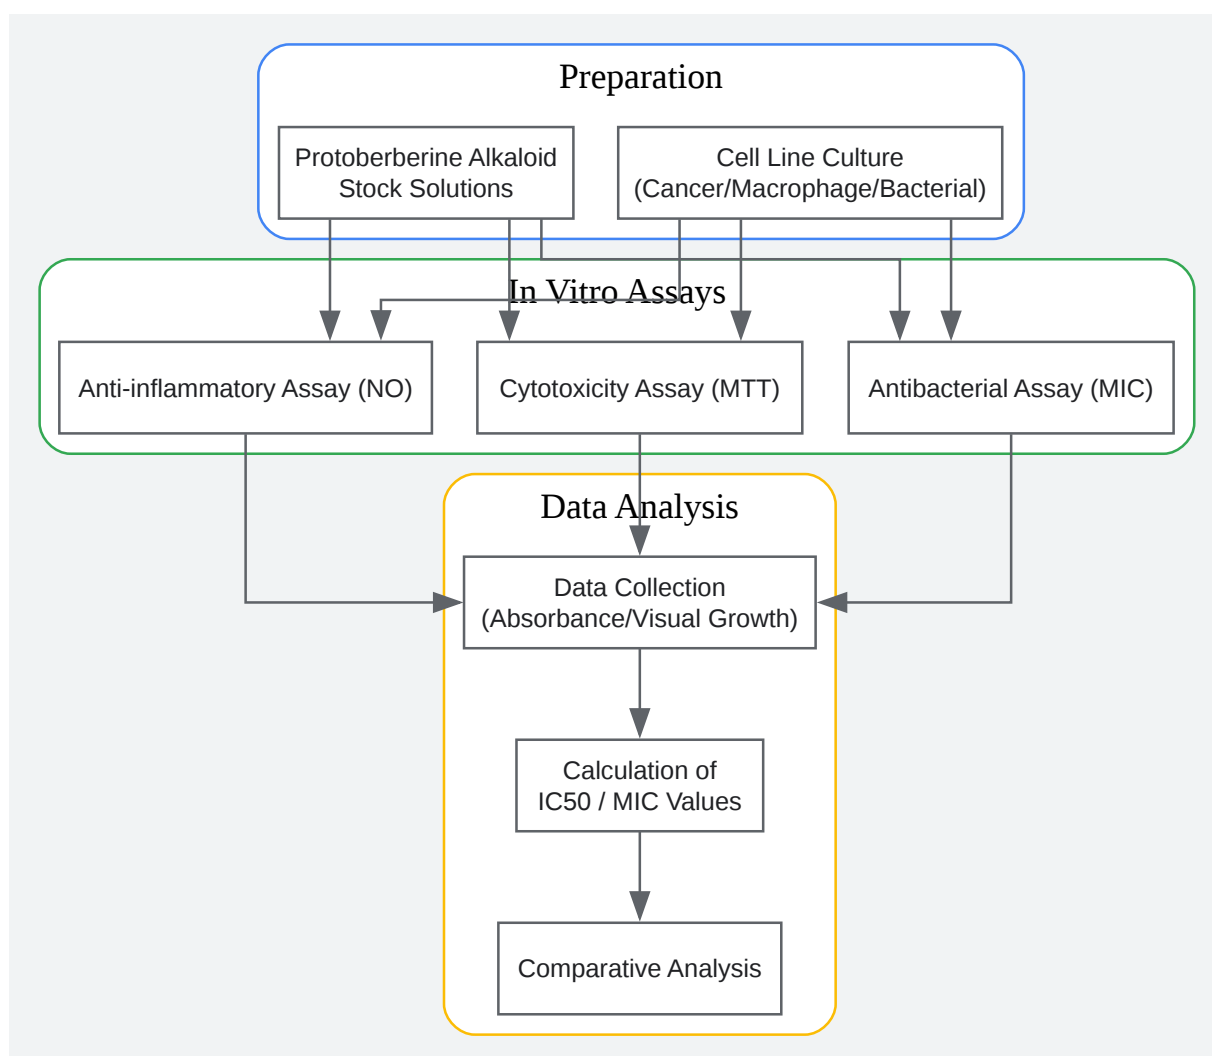 Preparation
Protoberberine Alkaloid
Stock Solutions
Cell Line Culture
(Cancer/Macrophage/Bacterial)
In Vitro Assays
Anti-inflammatory Assay (NO)
Cytotoxicity Assay (MTT)
Antibacterial Assay (MIC)
Data Analysis
Data Collection
(Absorbance/Visual Growth)
Calculation of
IC50 / MIC Values
Comparative Analysis